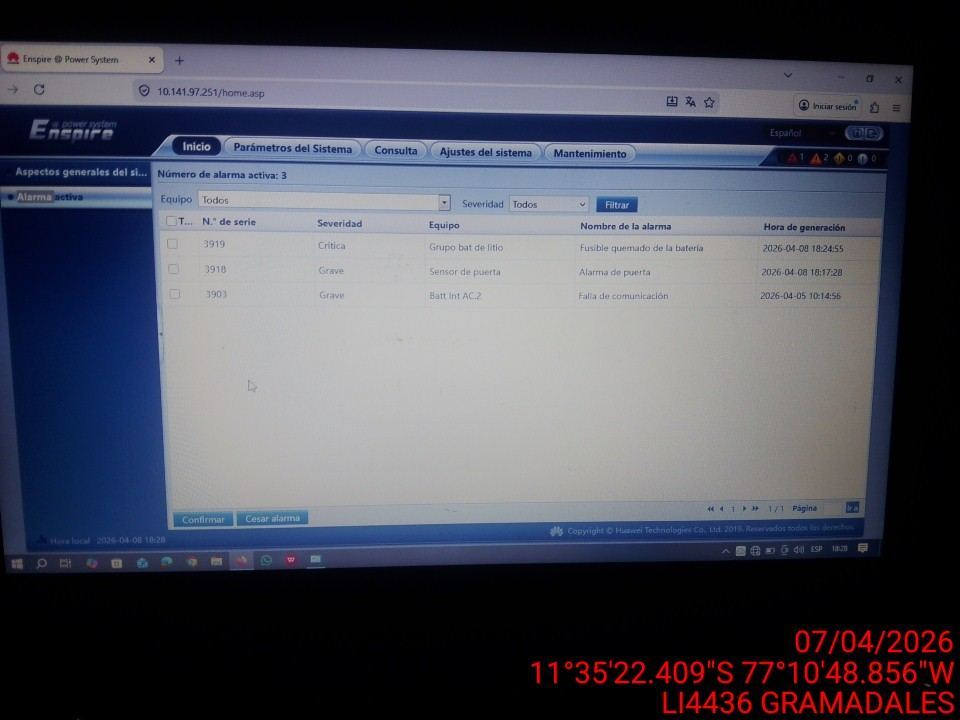 Enspire @ Power System
10.141.97.251/home.asp
Iniciar sesión
power system
Enspire
Español
Inicio
Parámetros del Sistema
Consulta
Ajustes del sistema
Mantenimiento
1 2 0 0
Aspectos generales del si...
Alarma activa
Número de alarma activa: 3
Equipo Todos Severidad Todos Filtrar
T... N.° de serie Severidad Equipo Nombre de la alarma Hora de generación
3919 Crítica Grupo bat de litio Fusible quemado de la batería 2026-04-08 18:24:55
3918 Grave Sensor de puerta Alarma de puerta 2026-04-08 18:17:28
3903 Grave Batt Int AC.2 Falla de comunicación 2026-04-05 10:14:56
1 1/1 Página
Confirmar Cesar alarma
Copyright © Huawei Technologies Co., Ltd. 2019. Reservados todos los derechos.
Hora local 2026-04-08 18:28
ESP 18:28
07/04/2026
11°35'22.409"S 77°10'48.856"W
LI4436 GRAMADALES